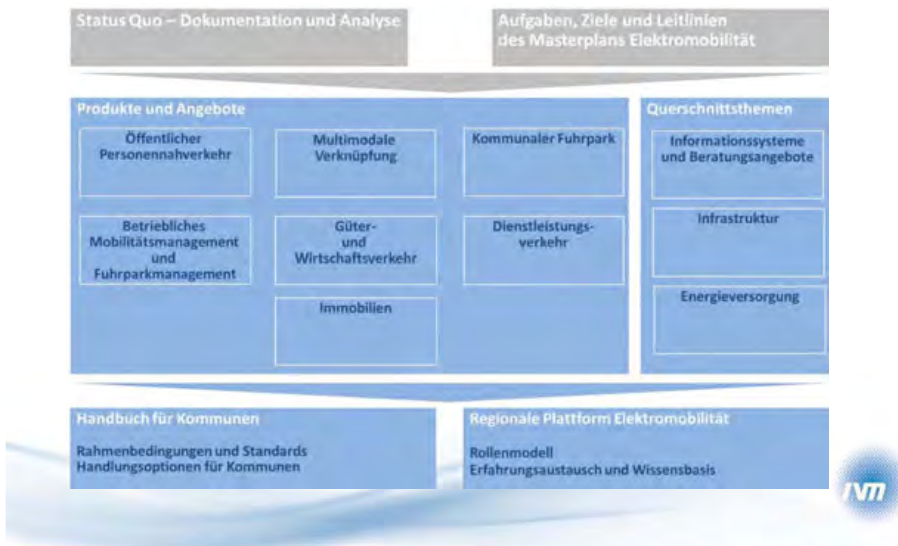 Status Quo – Dokumentation und Analyse
Aufgaben, Ziele und Leitlinien
des Masterplans Elektromobilität
Produkte und Angebote
Öffentlicher
Personennahverkehr
Multimodale
Verknüpfung
Kommunaler Fuhrpark
Betriebliches
Mobilitätsmanagement
und
Fuhrparkmanagement
Güter-
und
Wirtschaftsverkehr
Dienstleistungs-
verkehr
Immobilien
Querschnittsthemen
Informationssysteme
und Beratungsangebote
Infrastruktur
Energieversorgung
Handbuch für Kommunen
Rahmenbedingungen und Standards
Handlungsoptionen für Kommunen
Regionale Plattform Elektromobilität
Rollenmodell
Erfahrungsaustausch und Wissensbasis
ivm